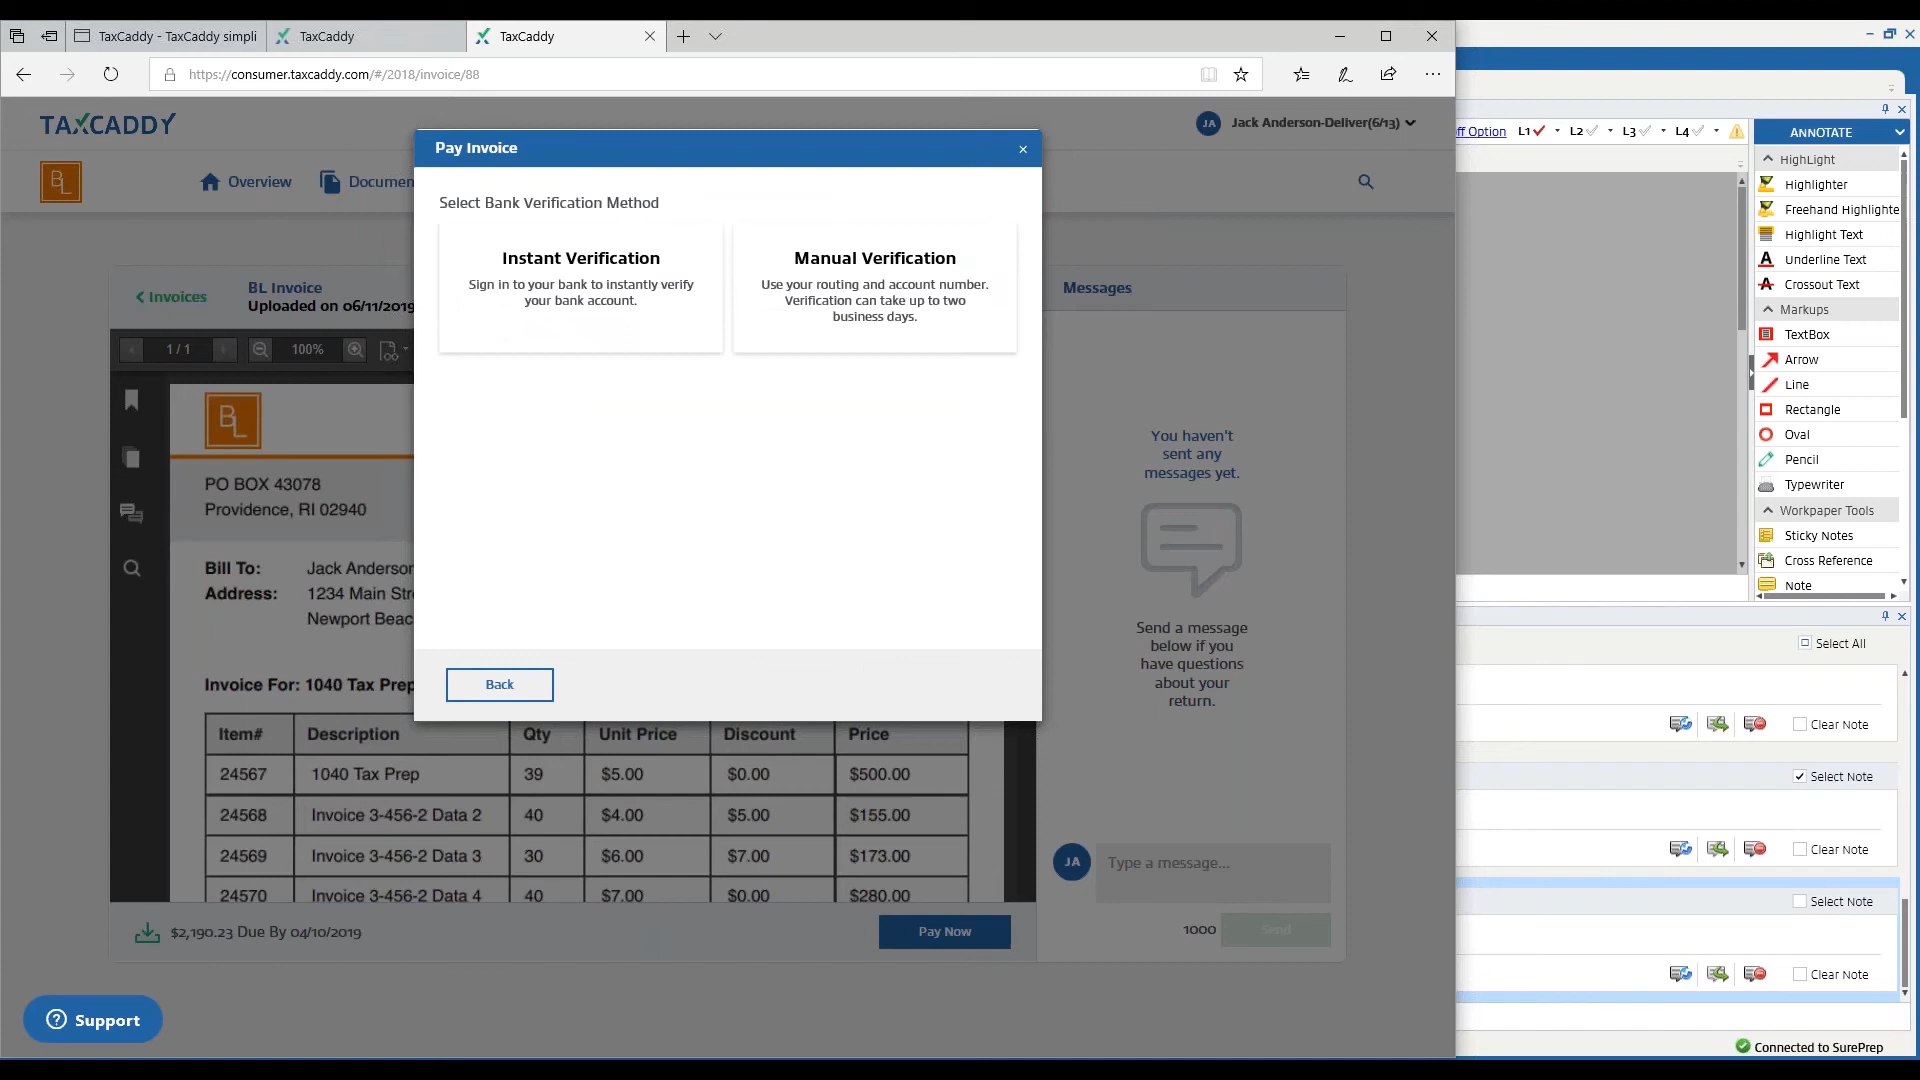 TaxCaddy - TaxCaddy simpli
TaxCaddy
TaxCaddy
https://consumer.taxcaddy.com/#/2018/invoice/88
TAXCADDY
JA
Jack Anderson-Deliver(6/13)
BL
Overview
Documen
Pay Invoice
×
Select Bank Verification Method
Instant Verification
Sign in to your bank to instantly verify
your bank account.
Manual Verification
Use your routing and account number.
Verification can take up to two
business days.
Back
Invoices
BL Invoice
Uploaded on 06/11/2019
1 / 1
100%
BL
PO BOX 43078
Providence, RI 02940
Bill To: Jack Anderson
Address: 1234 Main Stre
Newport Beac
Invoice For: 1040 Tax Prep
Item# Description Qty Unit Price Discount Price
24567 1040 Tax Prep 39 $5.00 $0.00 $500.00
24568 Invoice 3-456-2 Data 2 40 $4.00 $5.00 $155.00
24569 Invoice 3-456-2 Data 3 30 $6.00 $7.00 $173.00
24570 Invoice 3-456-2 Data 4 40 $7.00 $0.00 $280.00
$2,190.23 Due By 04/10/2019
Pay Now
Messages
You haven't
sent any
messages yet.
Send a message
below if you
have questions
about your
return.
JA
Type a message...
1000
Send
Support
ff Option
L1
L2
L3
L4
ANNOTATE
HighLight
Highlighter
Freehand Highlighte
Highlight Text
Underline Text
Crossout Text
Markups
TextBox
Arrow
Line
Rectangle
Oval
Pencil
Typewriter
Workpaper Tools
Sticky Notes
Cross Reference
Note
Select All
Clear Note
Select Note
Clear Note
Select Note
Clear Note
Connected to SurePrep